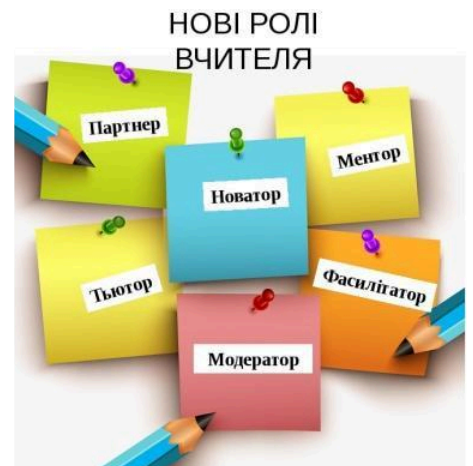 НОВІ РОЛІ
ВЧИТЕЛЯ
Партнер
Ментор
Новатор
Тьютор
Фасилітатор
Модератор